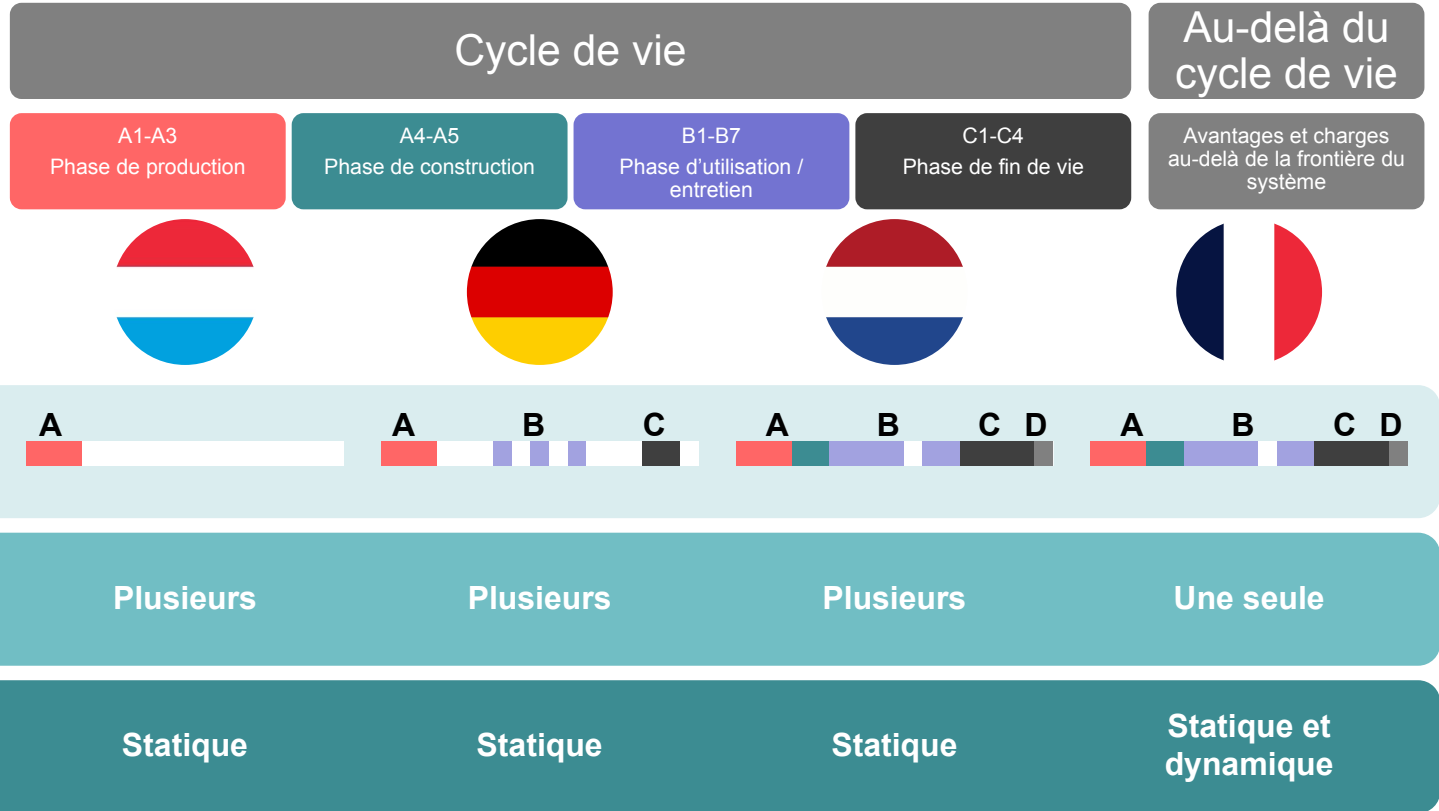 Cycle de vie
Au-delà du
cycle de vie
A1-A3
Phase de production
A4-A5
Phase de construction
B1-B7
Phase d'utilisation /
entretien
C1-C4
Phase de fin de vie
Avantages et charges
au-delà de la frontière du
système
A
A B C
A B C D
A B C D
Plusieurs
Plusieurs
Plusieurs
Une seule
Statique
Statique
Statique
Statique et
dynamique